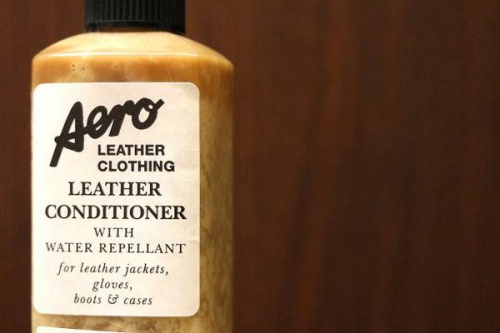 Aero
LEATHER
CLOTHING
LEATHER
CONDITIONER
WITH
WATER REPELLANT
for leather jackets,
gloves,
boots & cases